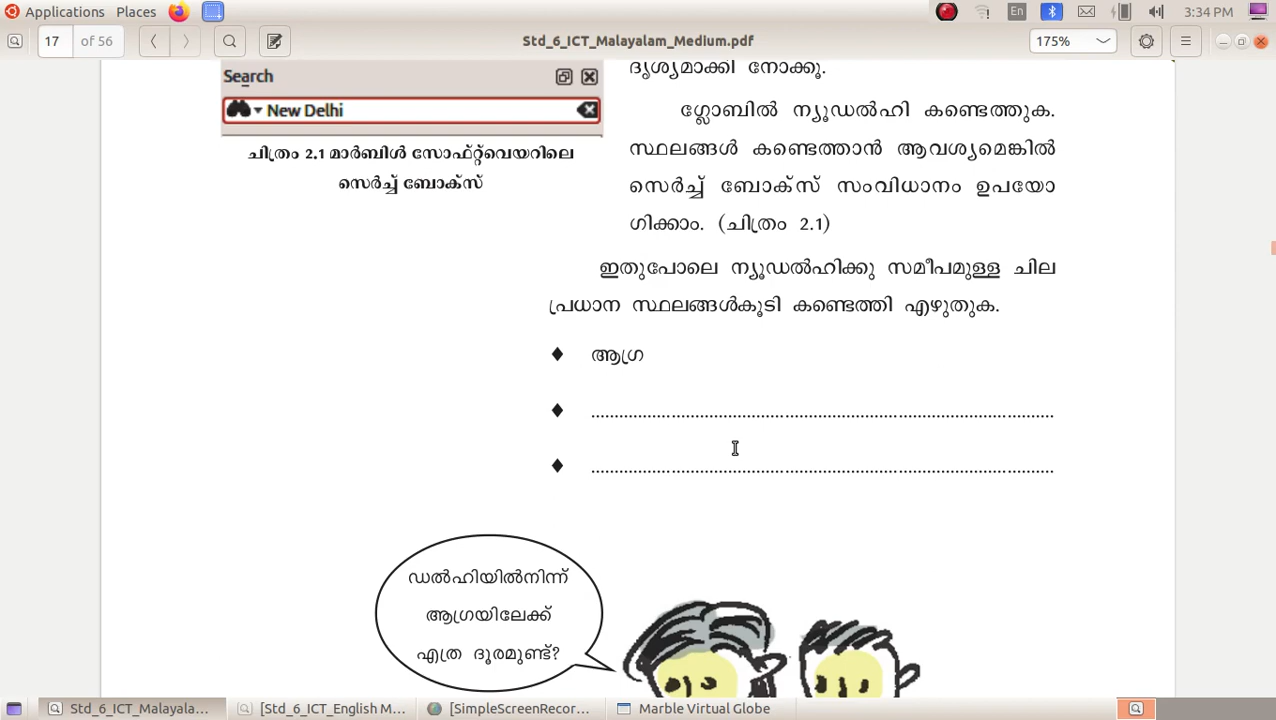 Applications Places En 3:34 PM
17 of 56 Std_6_ICT_Malayalam_Medium.pdf 175%
ദൃശ്യമാക്കി നോക്കൂ.
Search
New Delhi
ചിത്രം 2.1 മാർബിൾ സോഫ്റ്റ്‌വെയറിലെ
സെർച്ച് ബോക്സ്
ഗ്ലോബിൽ ന്യൂഡൽഹി കണ്ടെത്തുക.
സ്ഥലങ്ങൾ കണ്ടെത്താൻ ആവശ്യമെങ്കിൽ
സെർച്ച് ബോക്സ് സംവിധാനം ഉപയോ
ഗിക്കാം. (ചിത്രം 2.1)
ഇതുപോലെ ന്യൂഡൽഹിക്കു സമീപമുള്ള ചില
പ്രധാന സ്ഥലങ്ങൾകൂടി കണ്ടെത്തി എഴുതുക.
♦ ആഗ്ര
♦ ....................................................................................................
♦ ....................................................................................................
ഡൽഹിയിൽനിന്ന്
ആഗ്രയിലേക്ക്
എത്ര ദൂരമുണ്ട്?
Std_6_ICT_Malayala... [Std_6_ICT_English M... [SimpleScreenRecor... Marble Virtual Globe